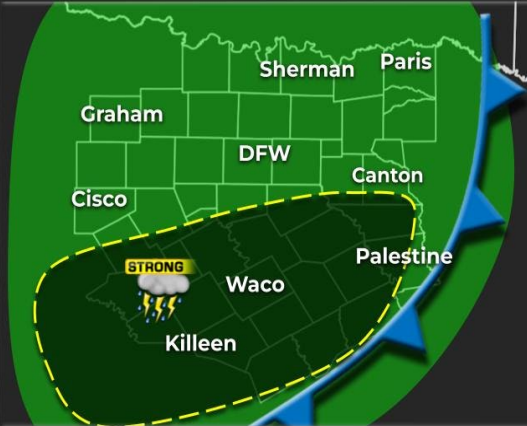 Sherman
Paris
Graham
DFW
Canton
Cisco
Palestine
STRONG
Waco
Killeen